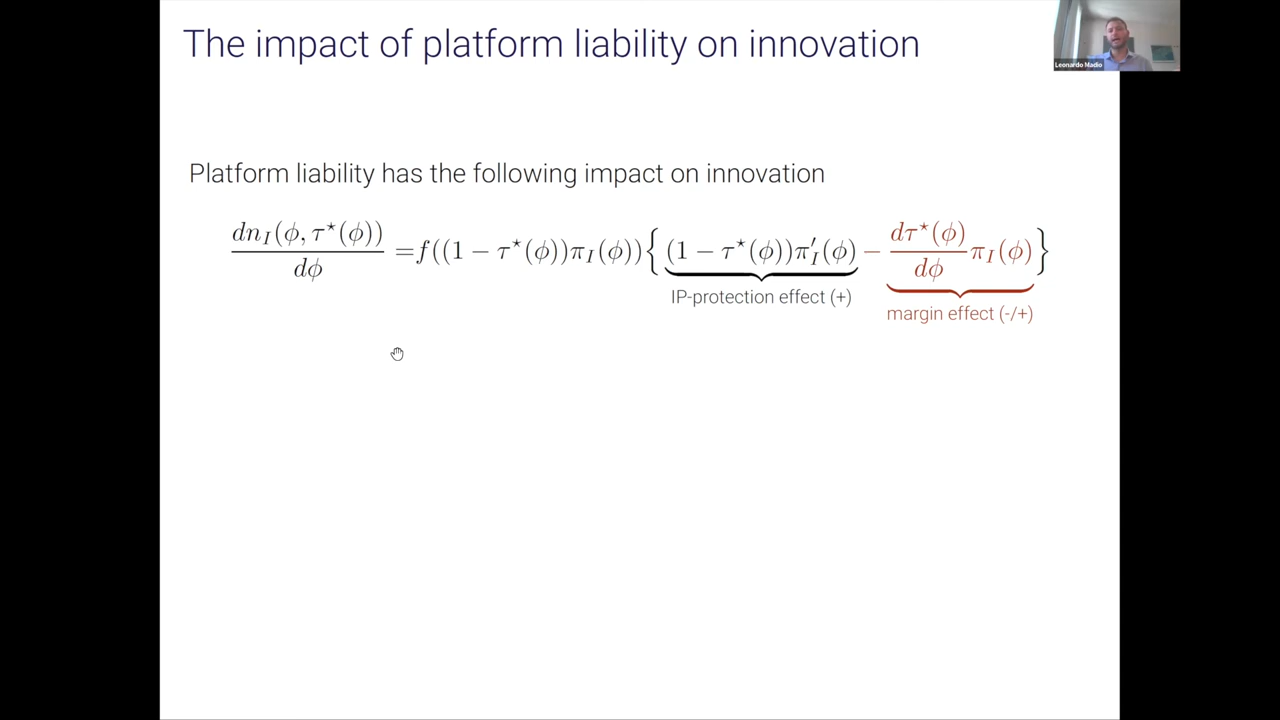 The impact of platform liability on innovation
Leonardo Madio
Platform liability has the following impact on innovation
dn_I(ϕ, τ⋆(ϕ))/dϕ = f((1 − τ⋆(ϕ))π_I(ϕ)){(1 − τ⋆(ϕ))π′_I(ϕ) − dτ⋆(ϕ)/dϕ π_I(ϕ)}
IP-protection effect (+)
margin effect (-/+)